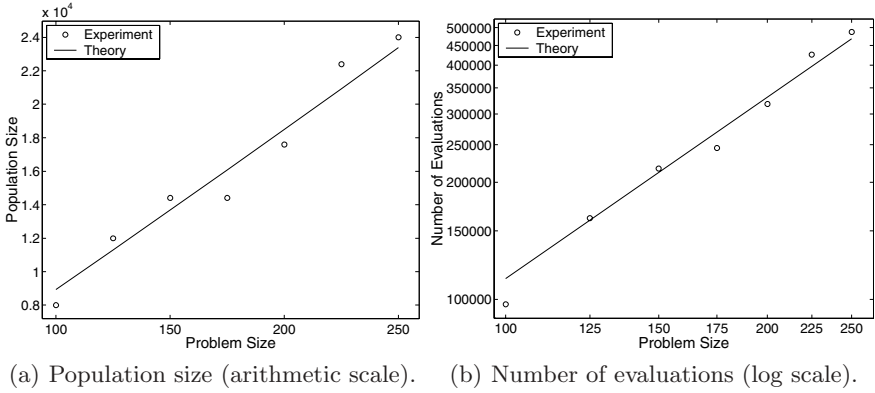 x 10⁴
Experiment
Theory
2.4
2.2
2
1.8
1.6
1.4
1.2
1
0.8
Population Size
100
150
200
250
Problem Size
(a) Population size (arithmetic scale).
Experiment
Theory
500000
450000
400000
350000
300000
250000
200000
150000
100000
Number of Evaluations
100
125
150
175
200
225
250
Problem Size
(b) Number of evaluations (log scale).